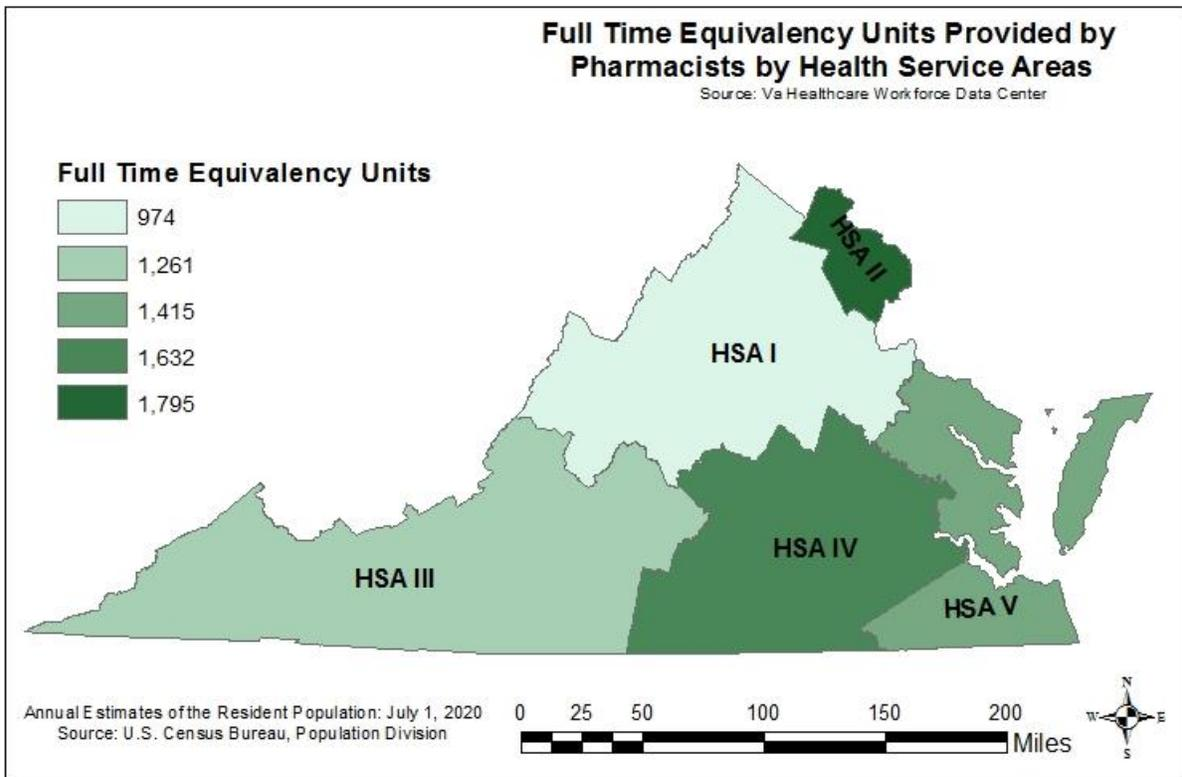 Full Time Equivalency Units Provided by
Pharmacists by Health Service Areas
Source: Va Healthcare Workforce Data Center
Full Time Equivalency Units
974
1,261
1,415
1,632
1,795
HSA II
HSA I
HSA IV
HSA III
HSA V
Annual Estimates of the Resident Population: July 1, 2020
Source: U.S. Census Bureau, Population Division
0 25 50 100 150 200
Miles
N
W E
S